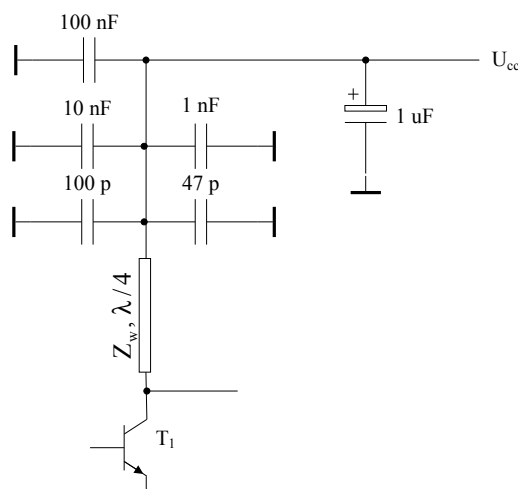 100 nF
U_cc
10 nF
1 nF
+
1 uF
100 p
47 p
Z_w, λ/4
T_1